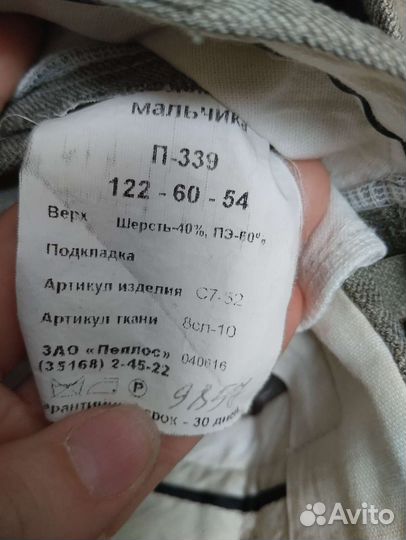 мальчика
П-339
122 - 60 - 54
Верх Шерсть-40%, ПЭ-60%,
Подкладка
Артикул изделия С7-52
Артикул ткани 8сп-10
ЗАО «Пеплос» 040616
(35168) 2-45-22
P
срок - 30 дней
Avito